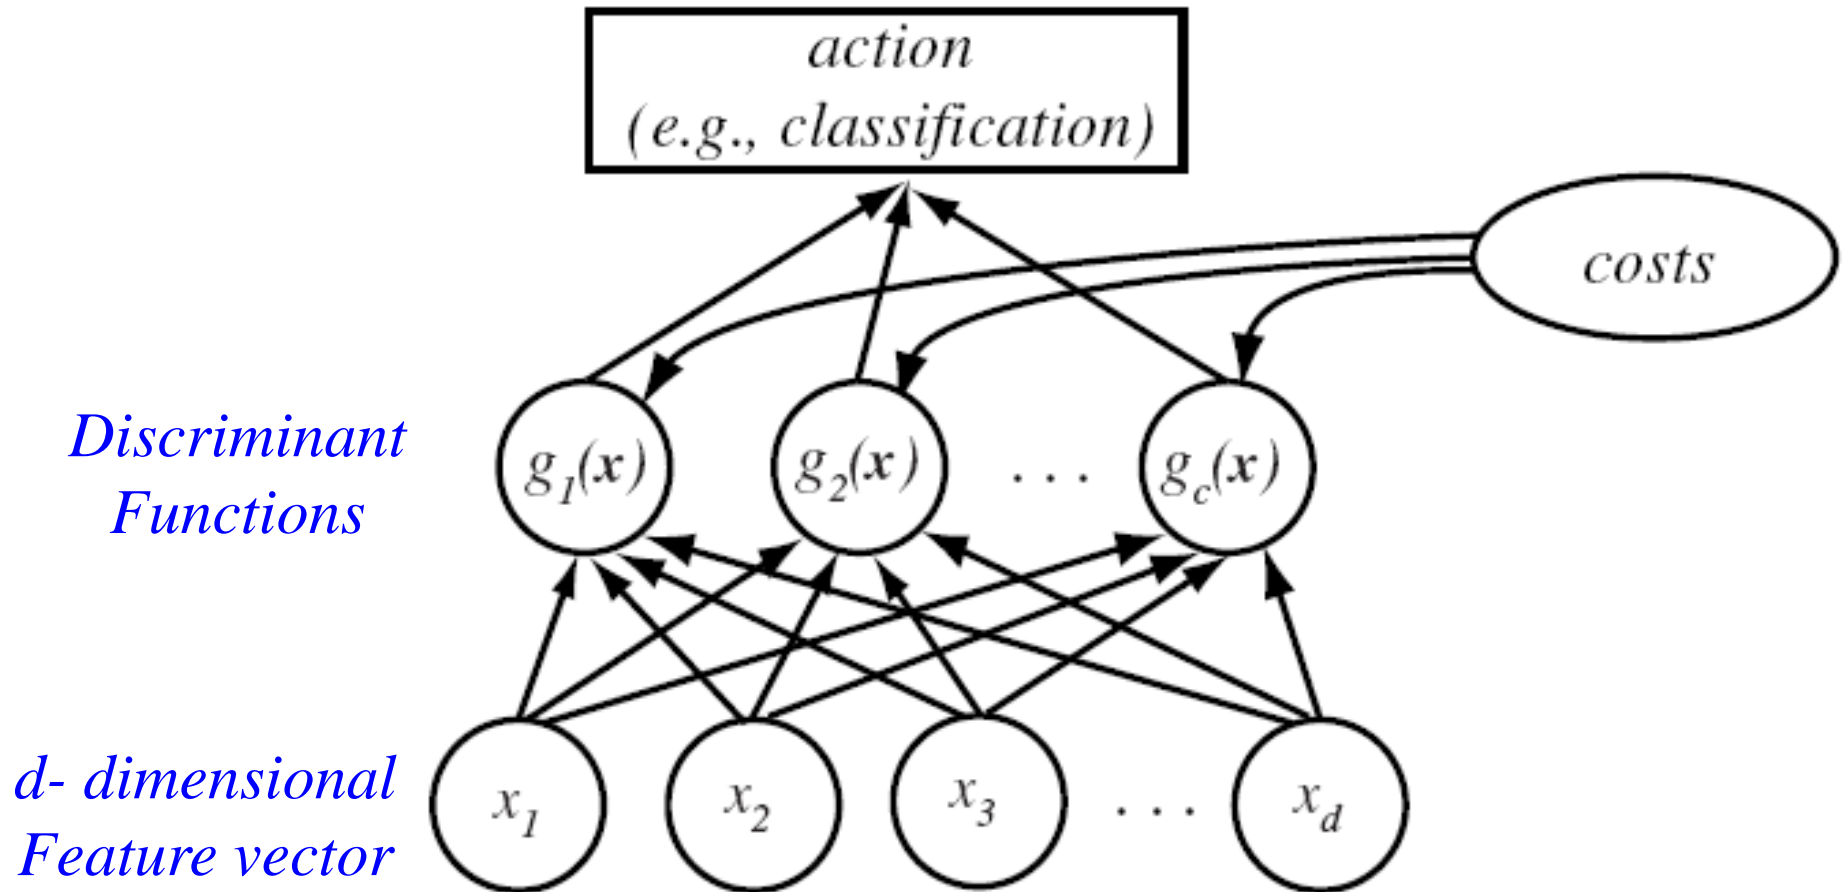 action
(e.g., classification)
costs
Discriminant
Functions
g1(x) g2(x) . . . gc(x)
d- dimensional
Feature vector
x1 x2 x3 . . . xd